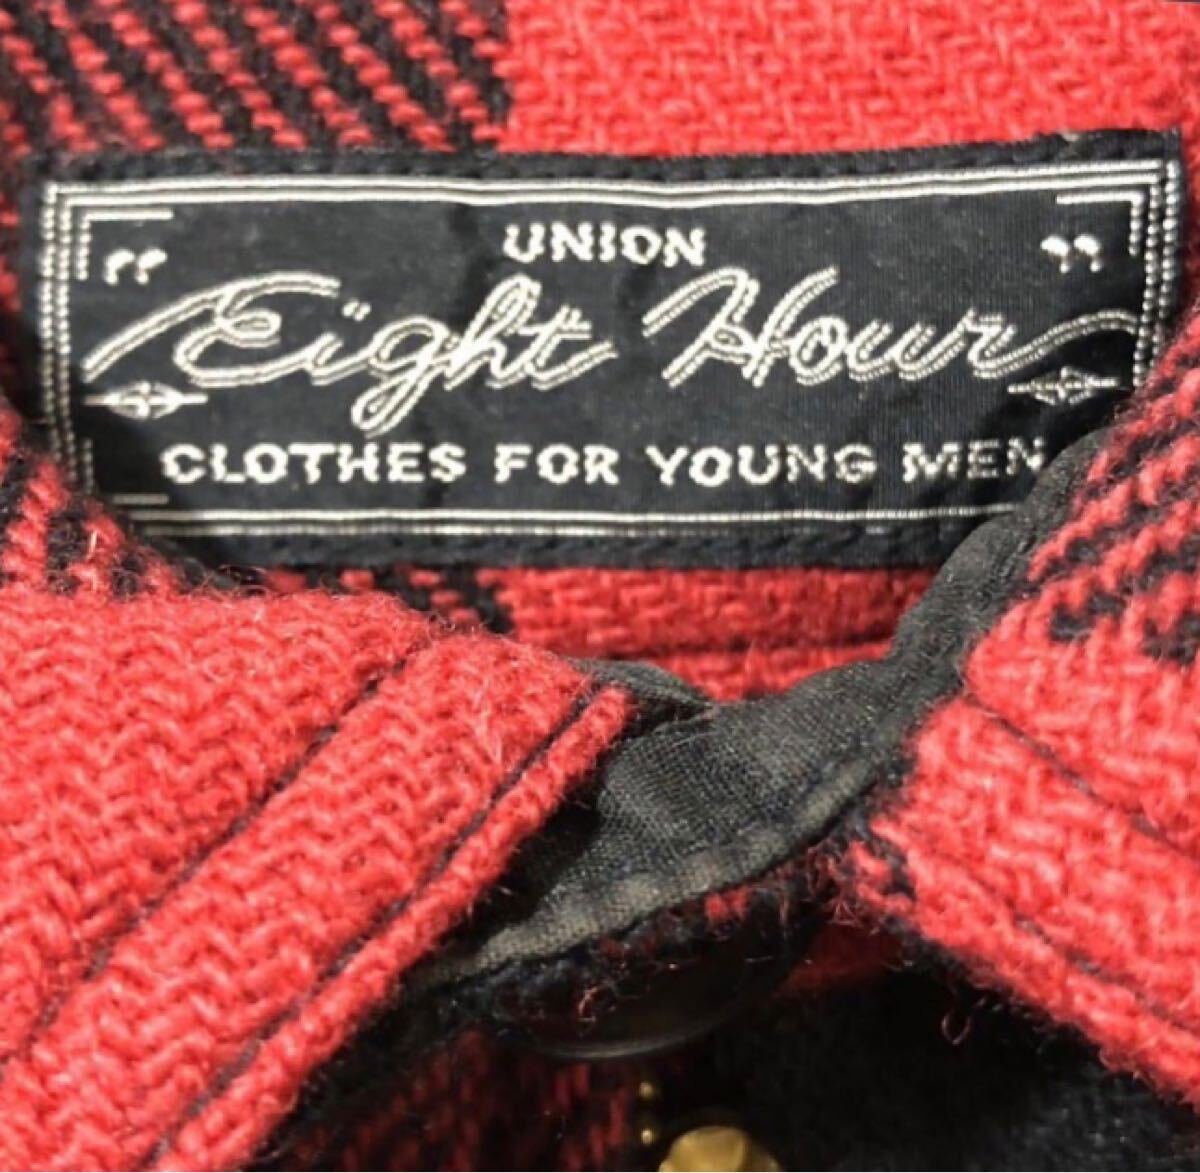 UNION
"Eight Hour"
CLOTHES FOR YOUNG MEN